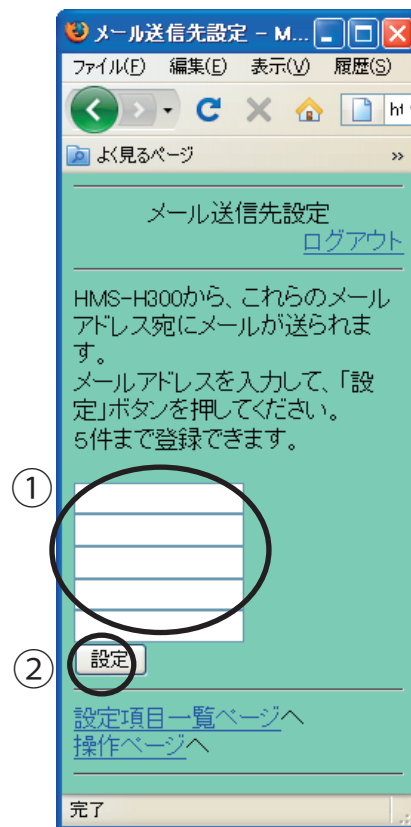 メール送信先設定 - M...
ファイル(F) 編集(E) 表示(V) 履歴(S)
よく見るページ »
メール送信先設定
ログアウト
HMS-H300から、これらのメール
アドレス宛にメールが送られま
す。
メールアドレスを入力して、「設
定」ボタンを押してください。
5件まで登録できます。
①
②
設定
設定項目一覧ページへ
操作ページへ
完了